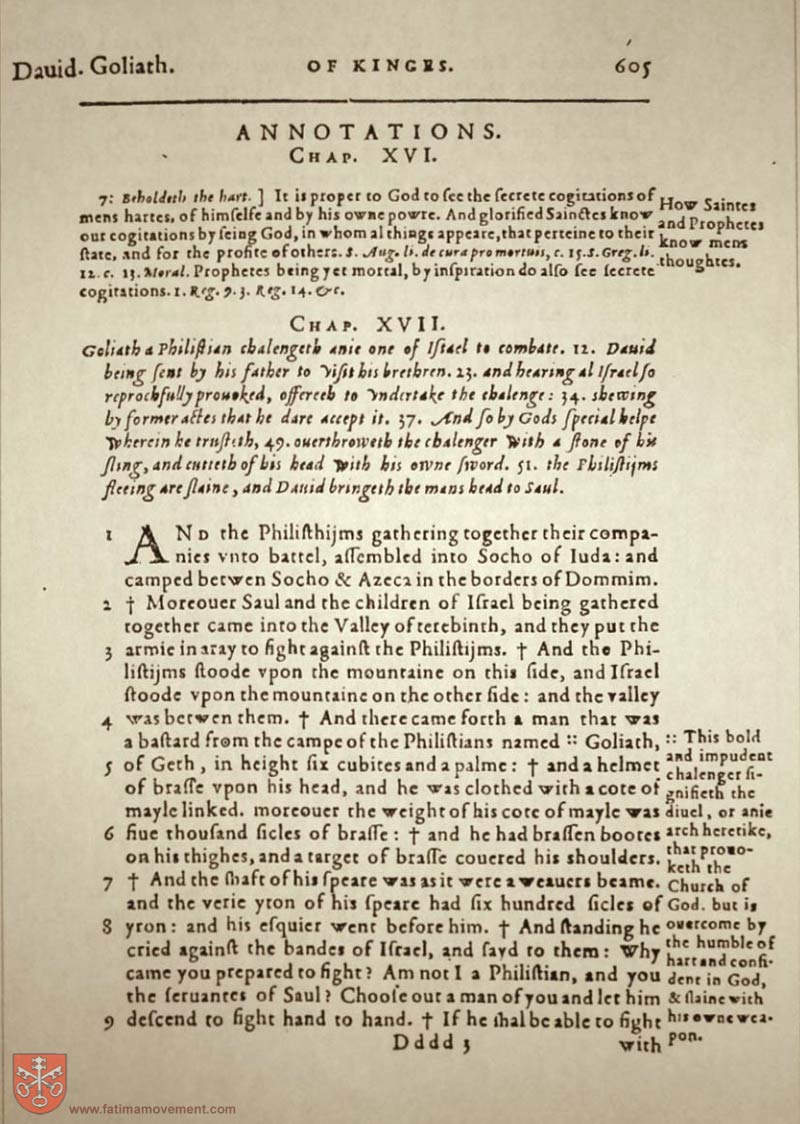 Dauid. Goliath. OF KINGES. 605
ANNOTATIONS.
CHAP. XVI.
7: Beholdeth the hart. ] It is proper to God to ſee the ſecrete cogitations of
mens hartes, of himſelfe and by his owne powre. And glorified Sainctes know
our cogitations by ſeing God, in whom al things appeare, that perteine to their
ſtate, and for the profite of others. S. Aug. li. de cura pro mortuis, c. 15. S. Greg. li.
12. c. 13. Moral. Prophetes being yet mortal, by inſpiration do alſo ſee ſecrete
cogitations. 1. Reg. 9. 3. Reg. 14. &c.
How Saintes
and Prophetes
know mens
thoughtes.
CHAP. XVII.
Goliath a Philiſtian chalengeth anie one of Iſrael to combate. 12. Dauid
being ſent by his father to viſit his brethren. 23. and hearing al Iſrael ſo
reprochfully prouoked, offereth to vndertake the chalenge: 34. shewing
by former actes that he dare accept it. 37. And ſo by Gods ſpecial helpe
wherein he truſteth, 49. ouerthroweth the chalenger with a ſtone of his
ſling, and cutteth of his head with his owne ſword. 51. the Philiſtijms
fleeing are ſlaine, and Dauid bringeth the mans head to Saul.
1 AND the Philiſthijms gathering together their compa-
nies vnto battel, aſſembled into Socho of Iuda: and
camped betwen Socho & Azeca in the borders of Dommim.
2 † Moreouer Saul and the children of Iſrael being gathered
together came into the Valley of terebinth, and they put the
3 armie in aray to fight againſt the Philiſtijms. † And the Phi-
liſtijms ſtoode vpon the mountaine on this ſide, and Iſrael
ſtoode vpon the mountaine on the other ſide: and the valley
4 was betwen them. † And there came forth a man that was
a baſtard from the campe of the Philiſtians named :: Goliath,
5 of Geth, in height ſix cubites and a palme: † and a helmet
of braſſe vpon his head, and he was clothed with a cote of
mayle linked. moreouer the weight of his cote of mayle was
6 fiue thouſand ſicles of braſſe: † and he had braſſen bootes
on his thighes, and a target of braſſe couered his shoulders.
7 † And the ſhaft of his ſpeare was as it were a weauers beame.
and the verie yron of his ſpeare had ſix hundred ſicles of
8 yron: and his eſquier went before him. † And ſtanding he
cried againſt the bandes of Iſrael, and ſayd to them: Why
came you prepared to fight? Am not I a Philiſtian, and you
the ſeruantes of Saul? Chooſe out a man of you and let him
9 deſcend to fight hand to hand. † If he ſhal be able to fight
:: This bold
and impudent
chalenger ſi-
gnifieth the
diuel, or anie
arch heretike,
that prouo-
keth the
Church of
God. but is
ouercome by
the humble of
hart and confi-
dent in God,
& ſlaine with
his owne wea-
pon.
Dddd 3 with
www.fatimamovement.com